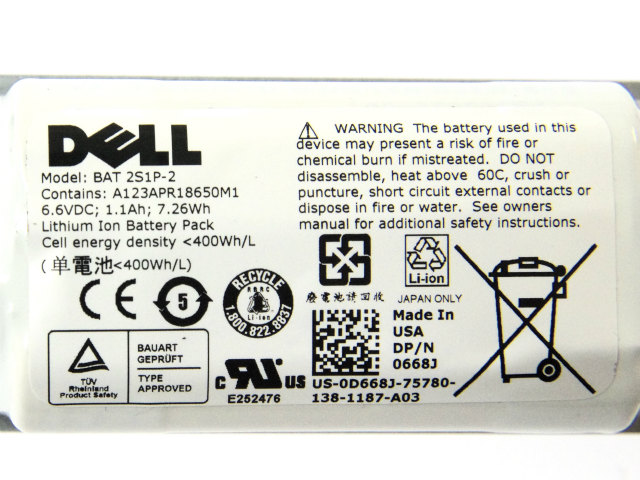 DELL
Model: BAT 2S1P-2
Contains: A123APR18650M1
6.6VDC; 1.1Ah; 7.26Wh
Lithium Ion Battery Pack
Cell energy density <400Wh/L
(单電池<400Wh/L)
WARNING The battery used in this
device may present a risk of fire or
chemical burn if mistreated. DO NOT
disassemble, heat above 60C, crush or
puncture, short circuit external contacts or
dispose in fire or water. See owners
manual for additional safety instructions.
CE
5
RECYCLE
RBRC
Li-ion
1.800.822.8837
廢電池請回收
Li-ion
JAPAN ONLY
Made In
USA
DP/N
0668J
TÜV
Rheinland
Product Safety
BAUART
GEPRÜFT
TYPE
APPROVED
c UR us
E252476
US-0D668J-75780-
138-1187-A03